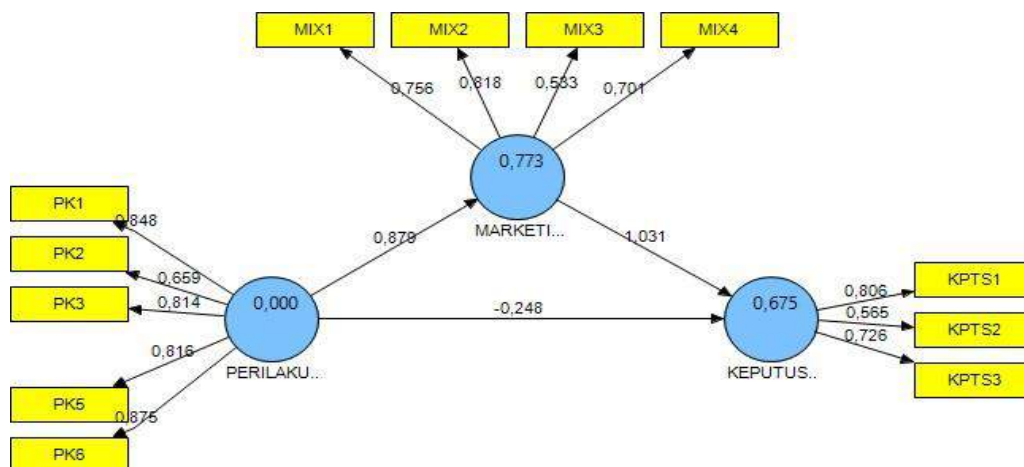 MIX1 MIX2 MIX3 MIX4
0,756 0,818 0,533 0,701
0,773
MARKETI...
PK1
0,848
PK2
0,659
PK3
0,814
0,816
PK5
0,875
PK6
0,879
1,031
0,000
PERILAKU..
-0,248
0,675
KEPUTUS..
0,806
KPTS1
0,565
KPTS2
0,726
KPTS3